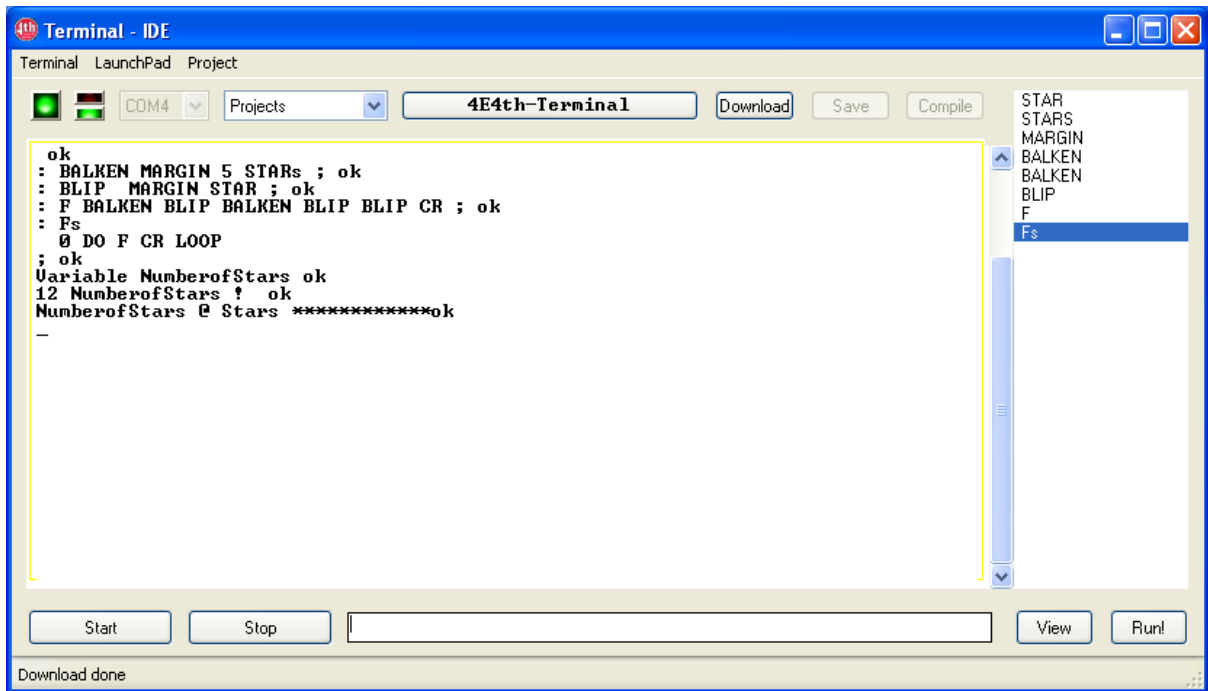 4th Terminal - IDE
Terminal LaunchPad Project
COM4 Projects 4E4th-Terminal Download Save Compile
ok
: BALKEN MARGIN 5 STARs ; ok
: BLIP  MARGIN STAR ; ok
: F BALKEN BLIP BALKEN BLIP BLIP CR ; ok
: Fs
  0 DO F CR LOOP
; ok
Variable NumberofStars ok
12 NumberofStars !  ok
NumberofStars @ Stars ************ok
_
STAR
STARS
MARGIN
BALKEN
BALKEN
BLIP
F
Fs
Start Stop View Run!
Download done